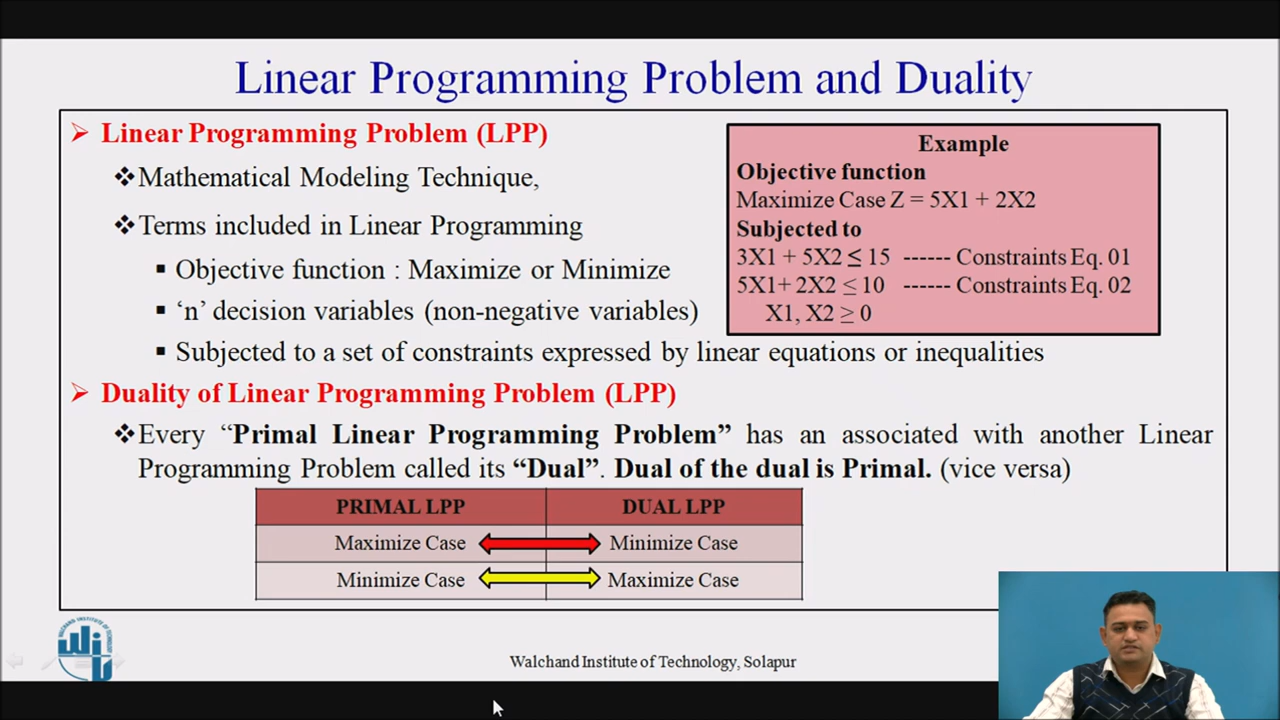 Linear Programming Problem and Duality
Linear Programming Problem (LPP)
Mathematical Modeling Technique,
Terms included in Linear Programming
Objective function : Maximize or Minimize
‘n’ decision variables (non-negative variables)
Subjected to a set of constraints expressed by linear equations or inequalities
Example
Objective function
Maximize Case Z = 5X1 + 2X2
Subjected to
3X1 + 5X2 ≤ 15 ------ Constraints Eq. 01
5X1+ 2X2 ≤ 10 ------ Constraints Eq. 02
X1, X2 ≥ 0
Duality of Linear Programming Problem (LPP)
Every “Primal Linear Programming Problem” has an associated with another Linear
Programming Problem called its “Dual”. Dual of the dual is Primal. (vice versa)
PRIMAL LPP DUAL LPP
Maximize Case Minimize Case
Minimize Case Maximize Case
WALCHAND INSTITUTE OF TECHNOLOGY
WIT
Walchand Institute of Technology, Solapur